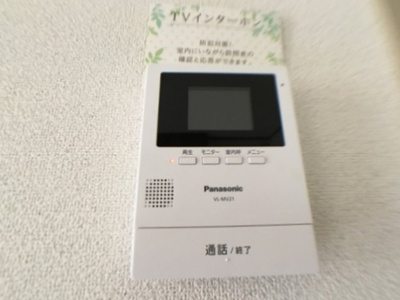 TVインターホン
防犯対策!
室内にいながら訪問者の
確認と応答ができます。
再生 モニター 室内呼 メニュー
Panasonic
通話/終了